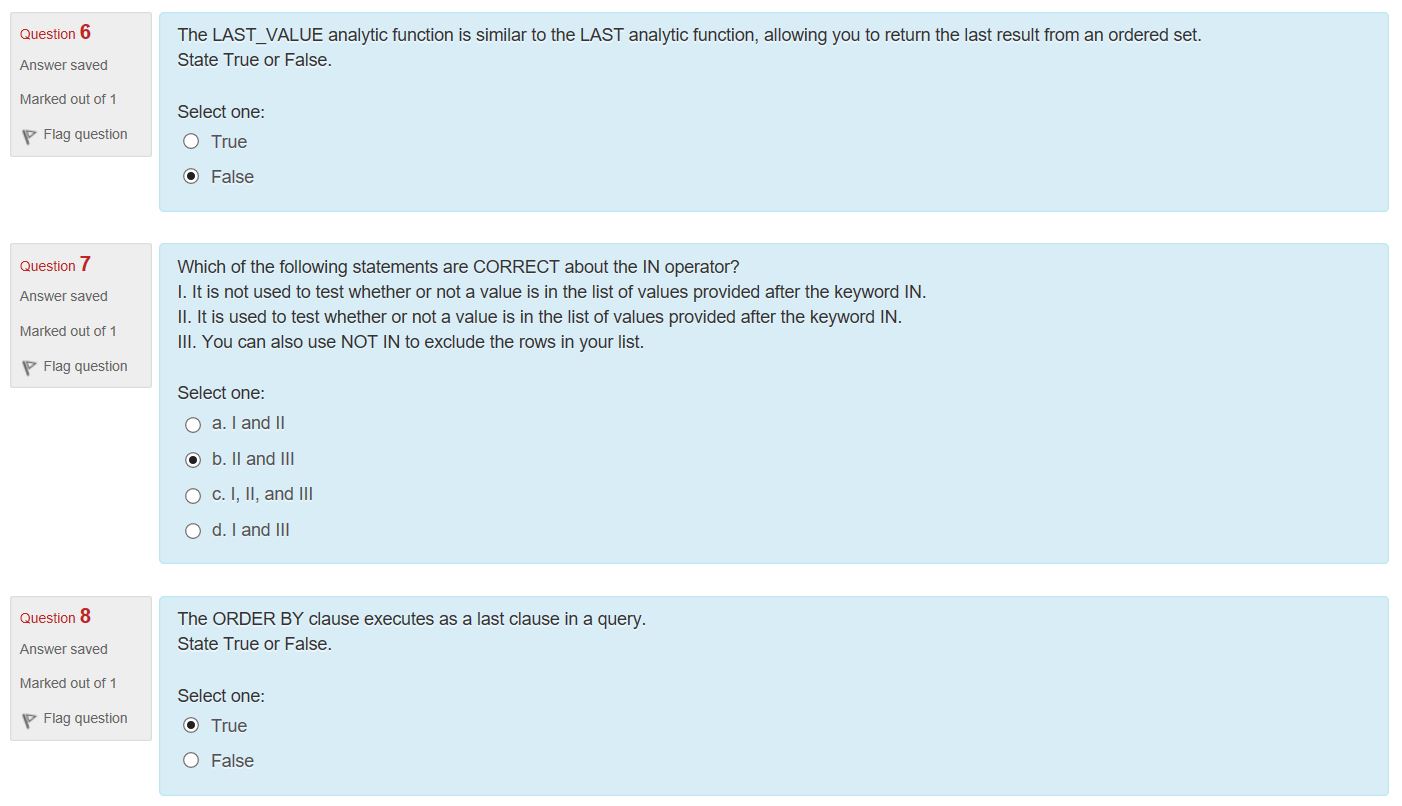 Question 6
Answer saved
Marked out of 1
Flag question
The LAST_VALUE analytic function is similar to the LAST analytic function, allowing you to return the last result from an ordered set.
State True or False.
Select one:
True
False
Question 7
Answer saved
Marked out of 1
Flag question
Which of the following statements are CORRECT about the IN operator?
I. It is not used to test whether or not a value is in the list of values provided after the keyword IN.
II. It is used to test whether or not a value is in the list of values provided after the keyword IN.
III. You can also use NOT IN to exclude the rows in your list.
Select one:
a. I and II
b. II and III
c. I, II, and III
d. I and III
Question 8
Answer saved
Marked out of 1
Flag question
The ORDER BY clause executes as a last clause in a query.
State True or False.
Select one:
True
False